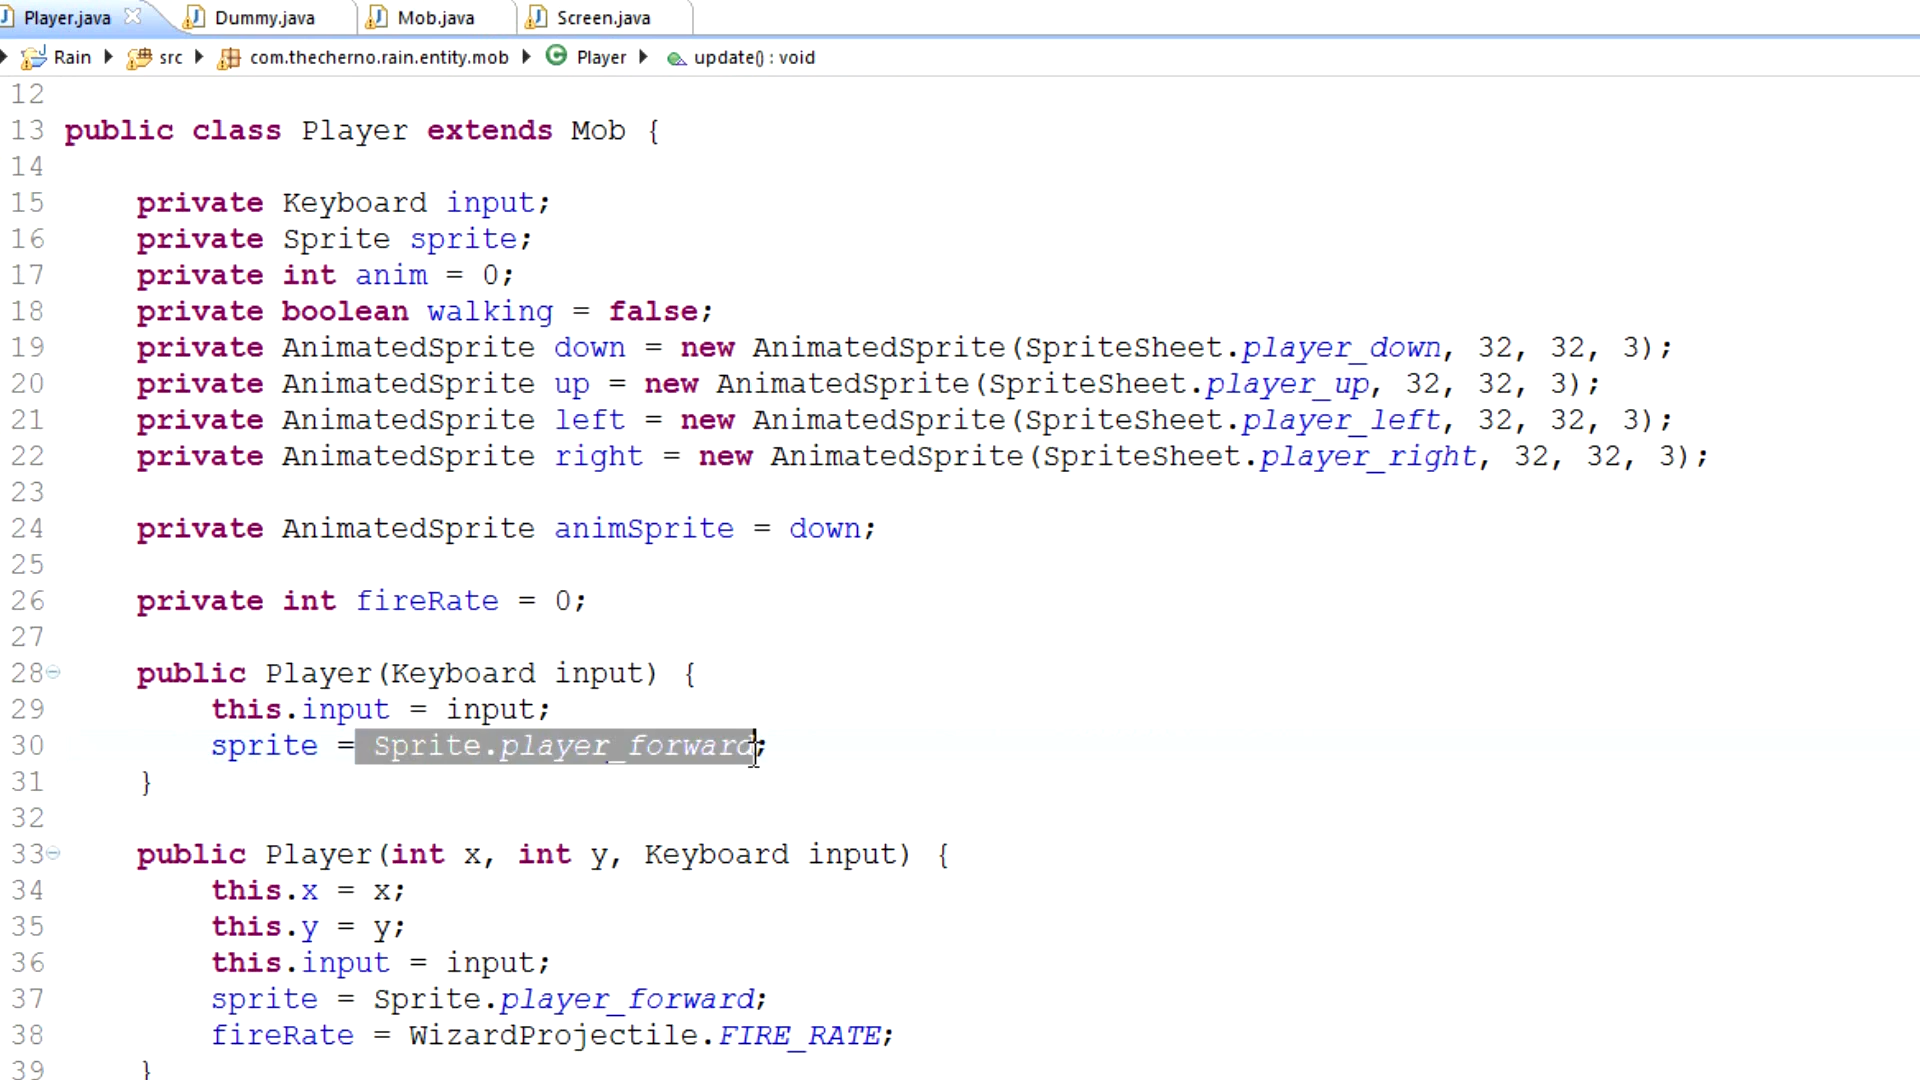 Player.java Dummy.java Mob.java Screen.java
Rain src com.thecherno.rain.entity.mob Player update() : void
12
13 public class Player extends Mob {
14
15 private Keyboard input;
16 private Sprite sprite;
17 private int anim = 0;
18 private boolean walking = false;
19 private AnimatedSprite down = new AnimatedSprite(SpriteSheet.player_down, 32, 32, 3);
20 private AnimatedSprite up = new AnimatedSprite(SpriteSheet.player_up, 32, 32, 3);
21 private AnimatedSprite left = new AnimatedSprite(SpriteSheet.player_left, 32, 32, 3);
22 private AnimatedSprite right = new AnimatedSprite(SpriteSheet.player_right, 32, 32, 3);
23
24 private AnimatedSprite animSprite = down;
25
26 private int fireRate = 0;
27
28 public Player(Keyboard input) {
29 this.input = input;
30 sprite = Sprite.player_forward;
31 }
32
33 public Player(int x, int y, Keyboard input) {
34 this.x = x;
35 this.y = y;
36 this.input = input;
37 sprite = Sprite.player_forward;
38 fireRate = WizardProjectile.FIRE_RATE;
39 }